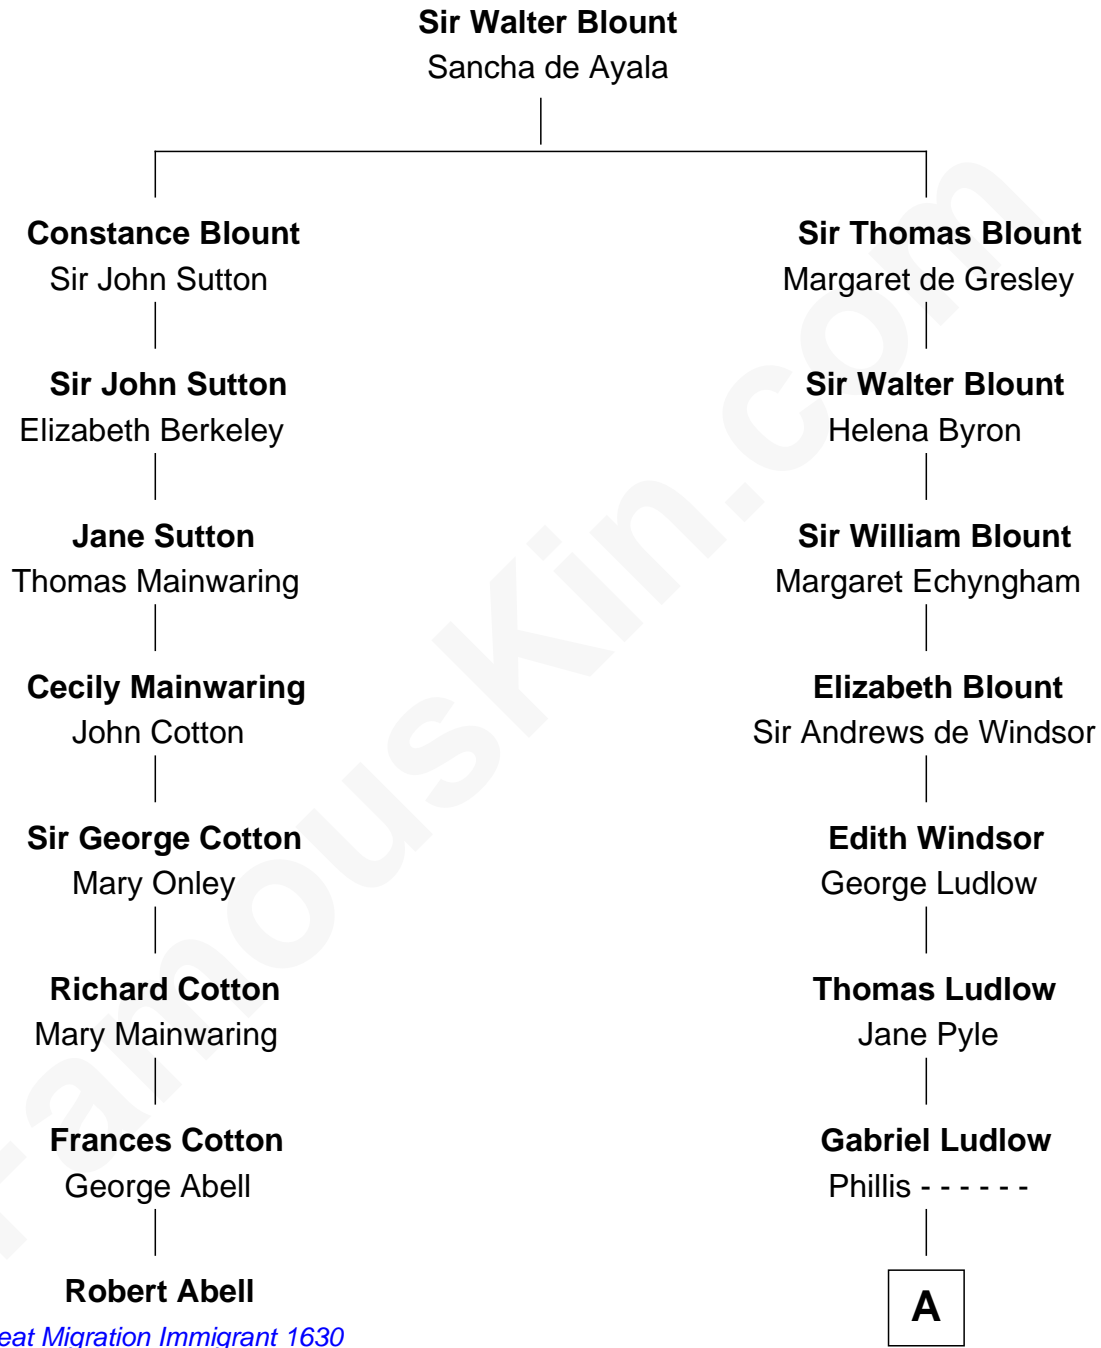 Sir Walter Blount
Sancha de Ayala
Constance Blount
Sir John Sutton
Sir John Sutton
Elizabeth Berkeley
Jane Sutton
Thomas Mainwaring
Cecily Mainwaring
John Cotton
Sir George Cotton
Mary Onley
Richard Cotton
Mary Mainwaring
Frances Cotton
George Abell
Robert Abell
eat Migration Immigrant 1630
Sir Thomas Blount
Margaret de Gresley
Sir Walter Blount
Helena Byron
Sir William Blount
Margaret Echyngham
Elizabeth Blount
Sir Andrews de Windsor
Edith Windsor
George Ludlow
Thomas Ludlow
Jane Pyle
Gabriel Ludlow
Phillis - - - - - -
A
FamousKin.com